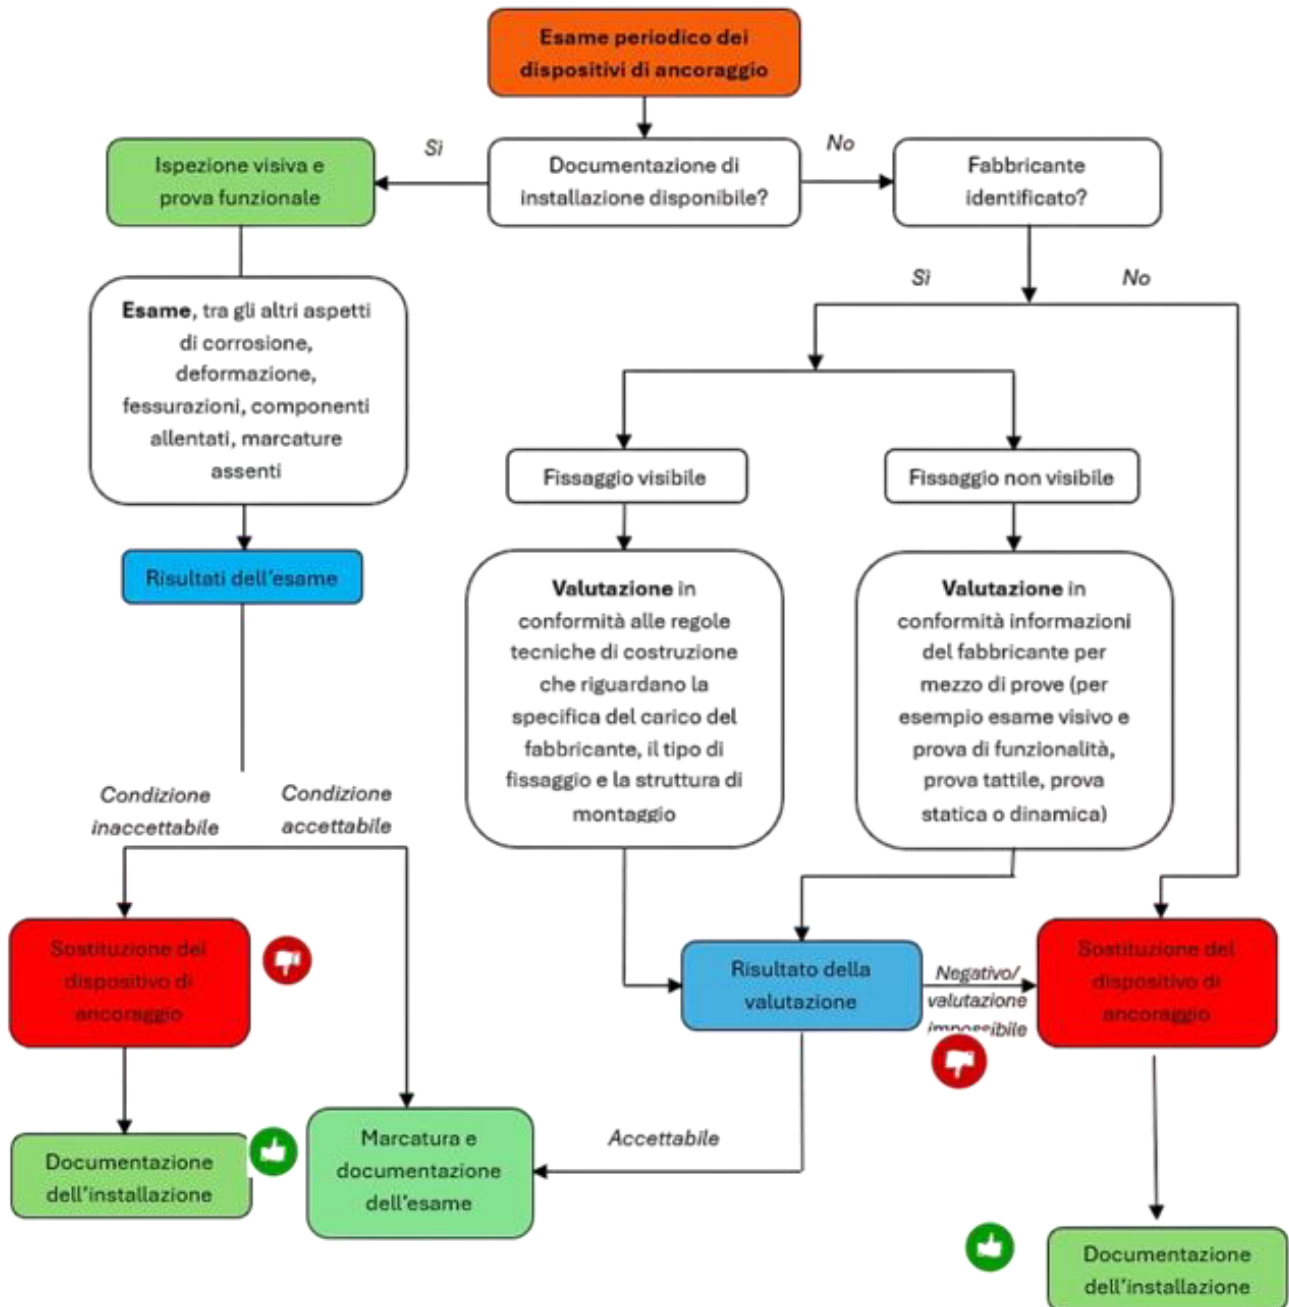 Esame periodico dei
dispositivi di ancoraggio
Sì
No
Ispezione visiva e
prova funzionale
Documentazione di
installazione disponibile?
Fabbricante
identificato?
Sì
No
Esame, tra gli altri aspetti
di corrosione,
deformazione,
fessurazioni, componenti
allentati, marcature
assenti
Fissaggio visibile
Fissaggio non visibile
Risultati dell'esame
Valutazione in
conformità alle regole
tecniche di costruzione
che riguardano la
specifica del carico del
fabbricante, il tipo di
fissaggio e la struttura di
montaggio
Valutazione in
conformità informazioni
del fabbricante per
mezzo di prove (per
esempio esame visivo e
prova di funzionalità,
prova tattile, prova
statica o dinamica)
Condizione
inaccettabile
Condizione
accettabile
Sostituzione del
dispositivo di
ancoraggio
Risultato della
valutazione
Negativo/
valutazione
impossibile
Sostituzione del
dispositivo di
ancoraggio
Documentazione
dell'installazione
Marcatura e
documentazione
dell'esame
Accettabile
Documentazione
dell'installazione